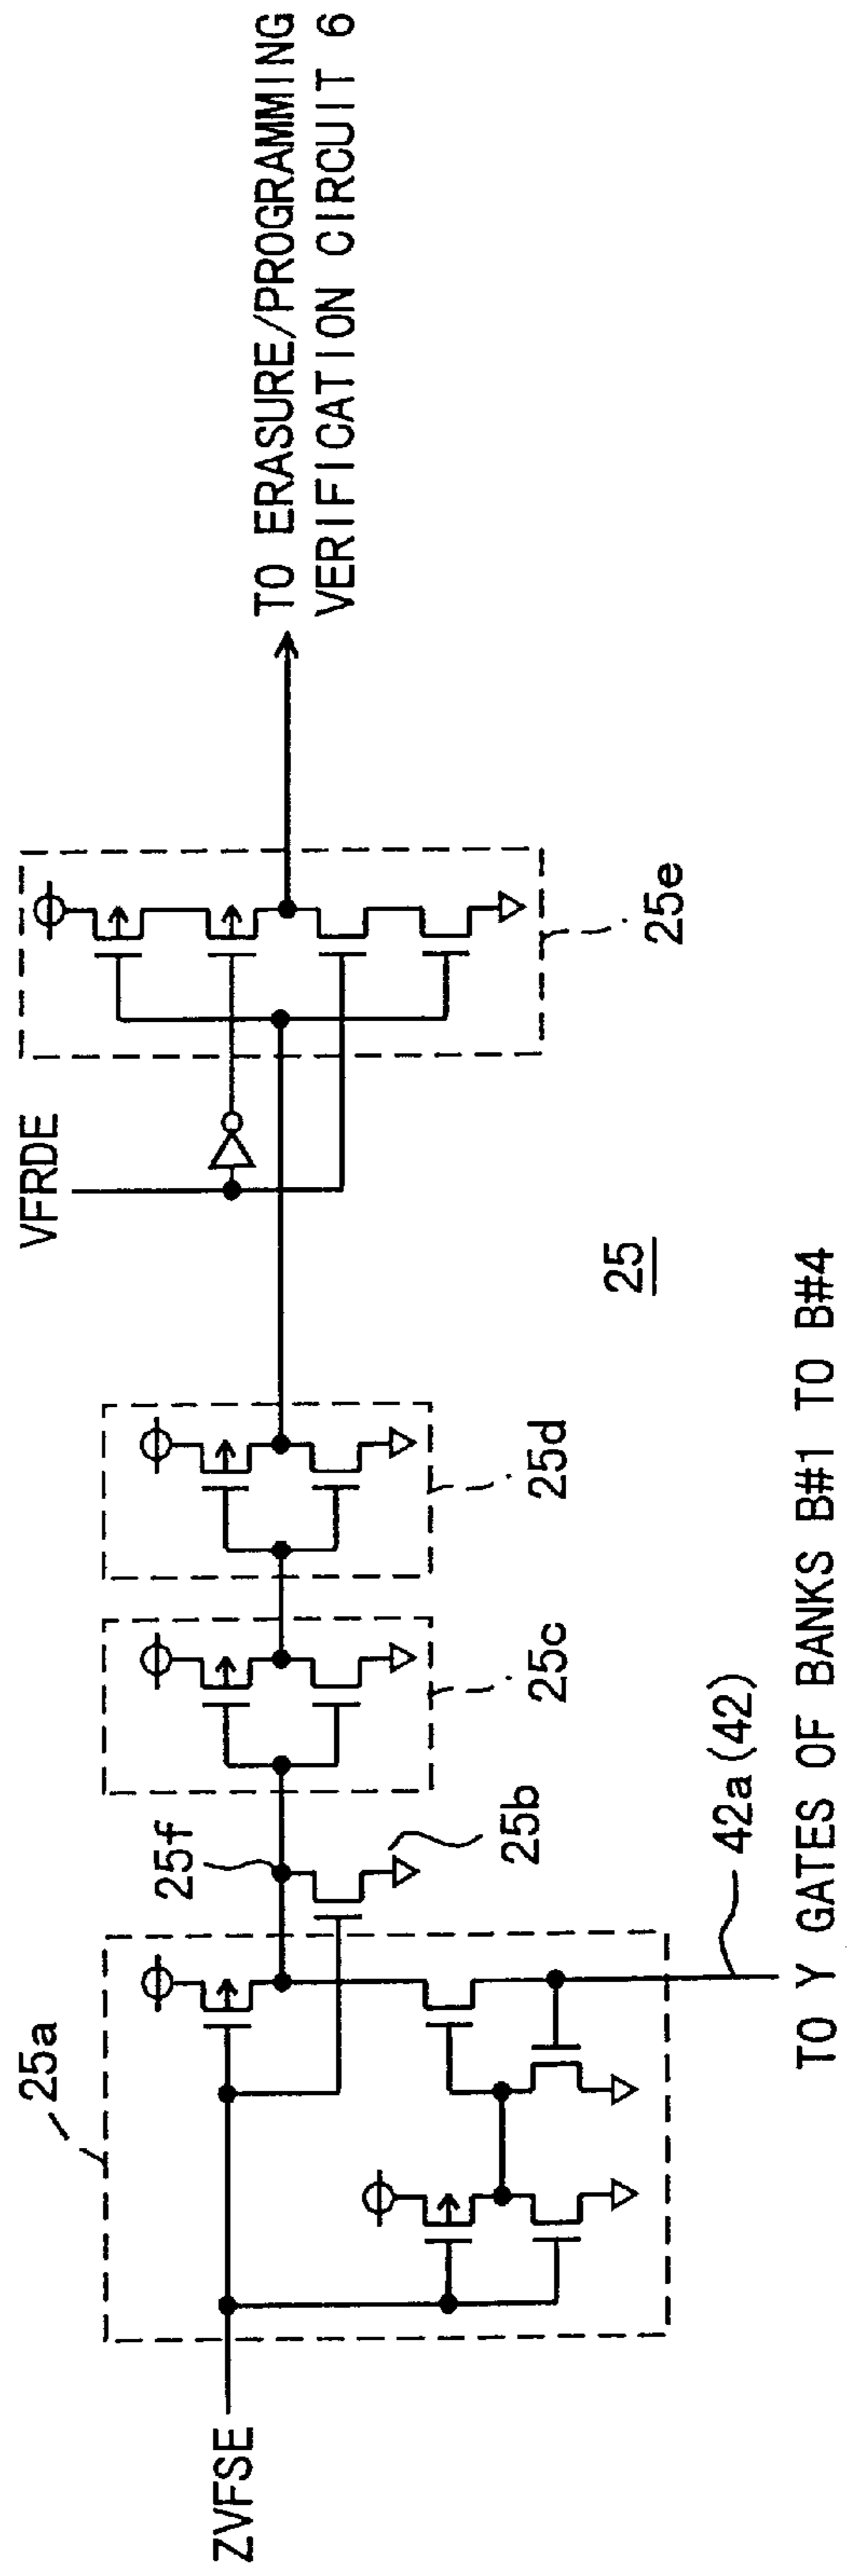 ZVFSE
25a
25f
25b
25c
25d
VFRDE
25e
TO ERASURE/PROGRAMMING
VERIFICATION CIRCUIT 6
25
42a(42)
TO Y GATES OF BANKS B#1 TO B#4